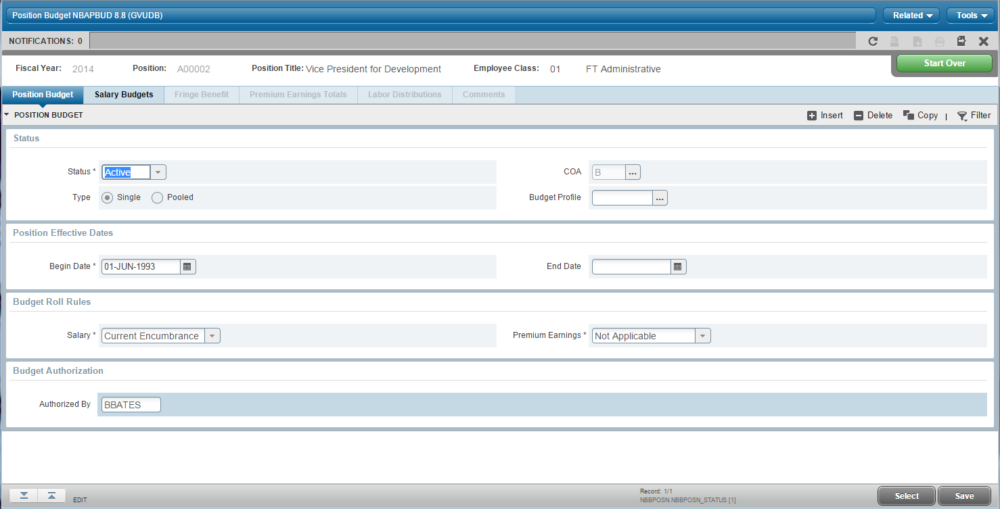 Position Budget NBAPBUD 8.8 (GVUDB) Related Tools
NOTIFICATIONS: 0
Fiscal Year: 2014 Position: A00002 Position Title: Vice President for Development Employee Class: 01 FT Administrative Start Over
Position Budget Salary Budgets Fringe Benefit Premium Earnings Totals Labor Distributions Comments
POSITION BUDGET Insert Delete Copy | Filter
Status
Status * Active COA B ...
Type Single Pooled Budget Profile ...
Position Effective Dates
Begin Date * 01-JUN-1993 End Date
Budget Roll Rules
Salary * Current Encumbrance Premium Earnings * Not Applicable
Budget Authorization
Authorized By BBATES
EDIT Record: 1/1 Select Save
NBBPOSN.NBBPOSN_STATUS [1]